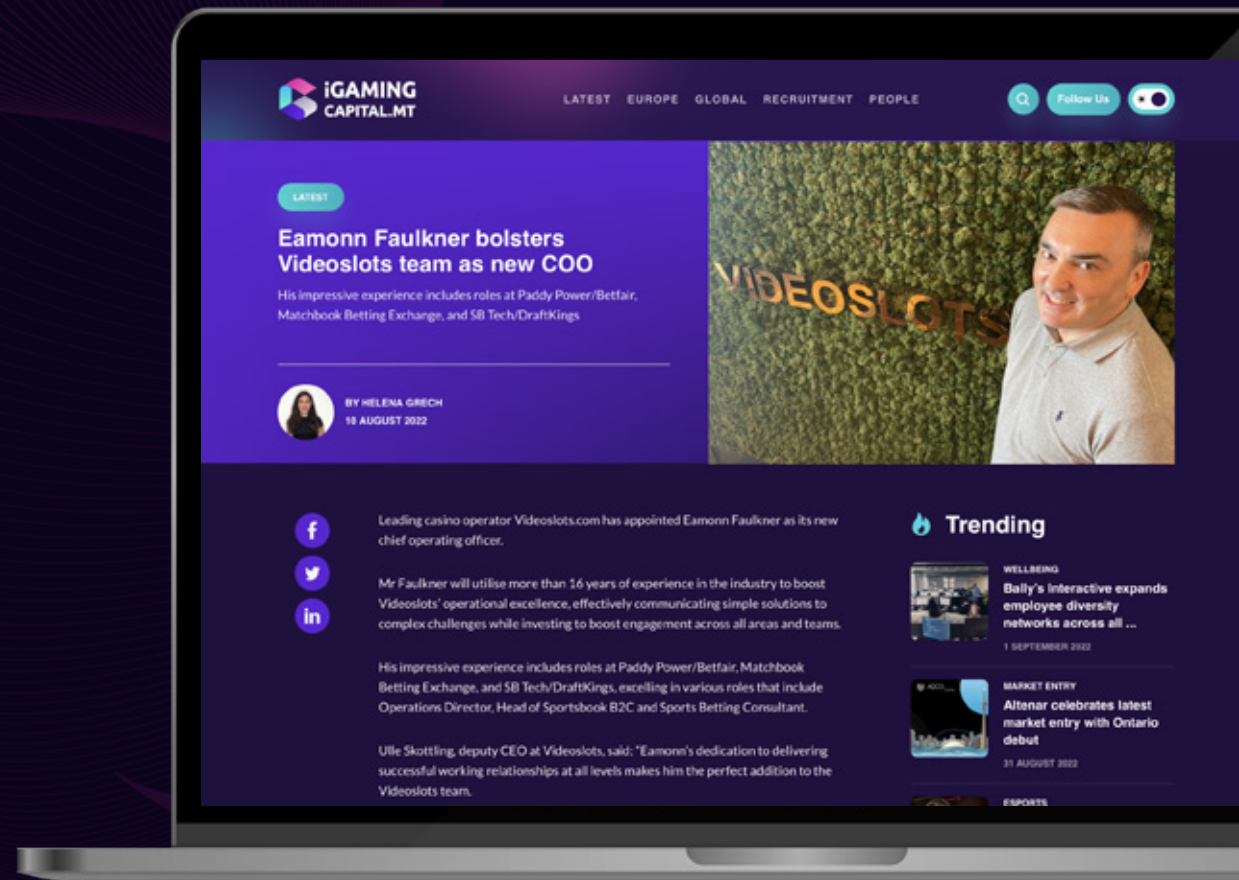 iGAMING
CAPITAL.MT
LATEST EUROPE GLOBAL RECRUITMENT PEOPLE
Follow Us
LATEST
Eamonn Faulkner bolsters
Videoslots team as new COO
His impressive experience includes roles at Paddy Power/Betfair,
Matchbook Betting Exchange, and SB Tech/DraftKings
BY HELENA GRECH
10 AUGUST 2022
VIDEOSLOTS
Leading casino operator Videoslots.com has appointed Eamonn Faulkner as its new
chief operating officer.
Mr Faulkner will utilise more than 16 years of experience in the industry to boost
Videoslots' operational excellence, effectively communicating simple solutions to
complex challenges while investing to boost engagement across all areas and teams.
His impressive experience includes roles at Paddy Power/Betfair, Matchbook
Betting Exchange, and SB Tech/DraftKings, excelling in various roles that include
Operations Director, Head of Sportsbook B2C and Sports Betting Consultant.
Ulle Skottling, deputy CEO at Videoslots, said: "Eamonn's dedication to delivering
successful working relationships at all levels makes him the perfect addition to the
Videoslots team.
Trending
WELLBEING
Bally's Interactive expands
employee diversity
networks across all ...
1 SEPTEMBER 2022
MARKET ENTRY
Altenar celebrates latest
market entry with Ontario
debut
31 AUGUST 2022
ESPORTS